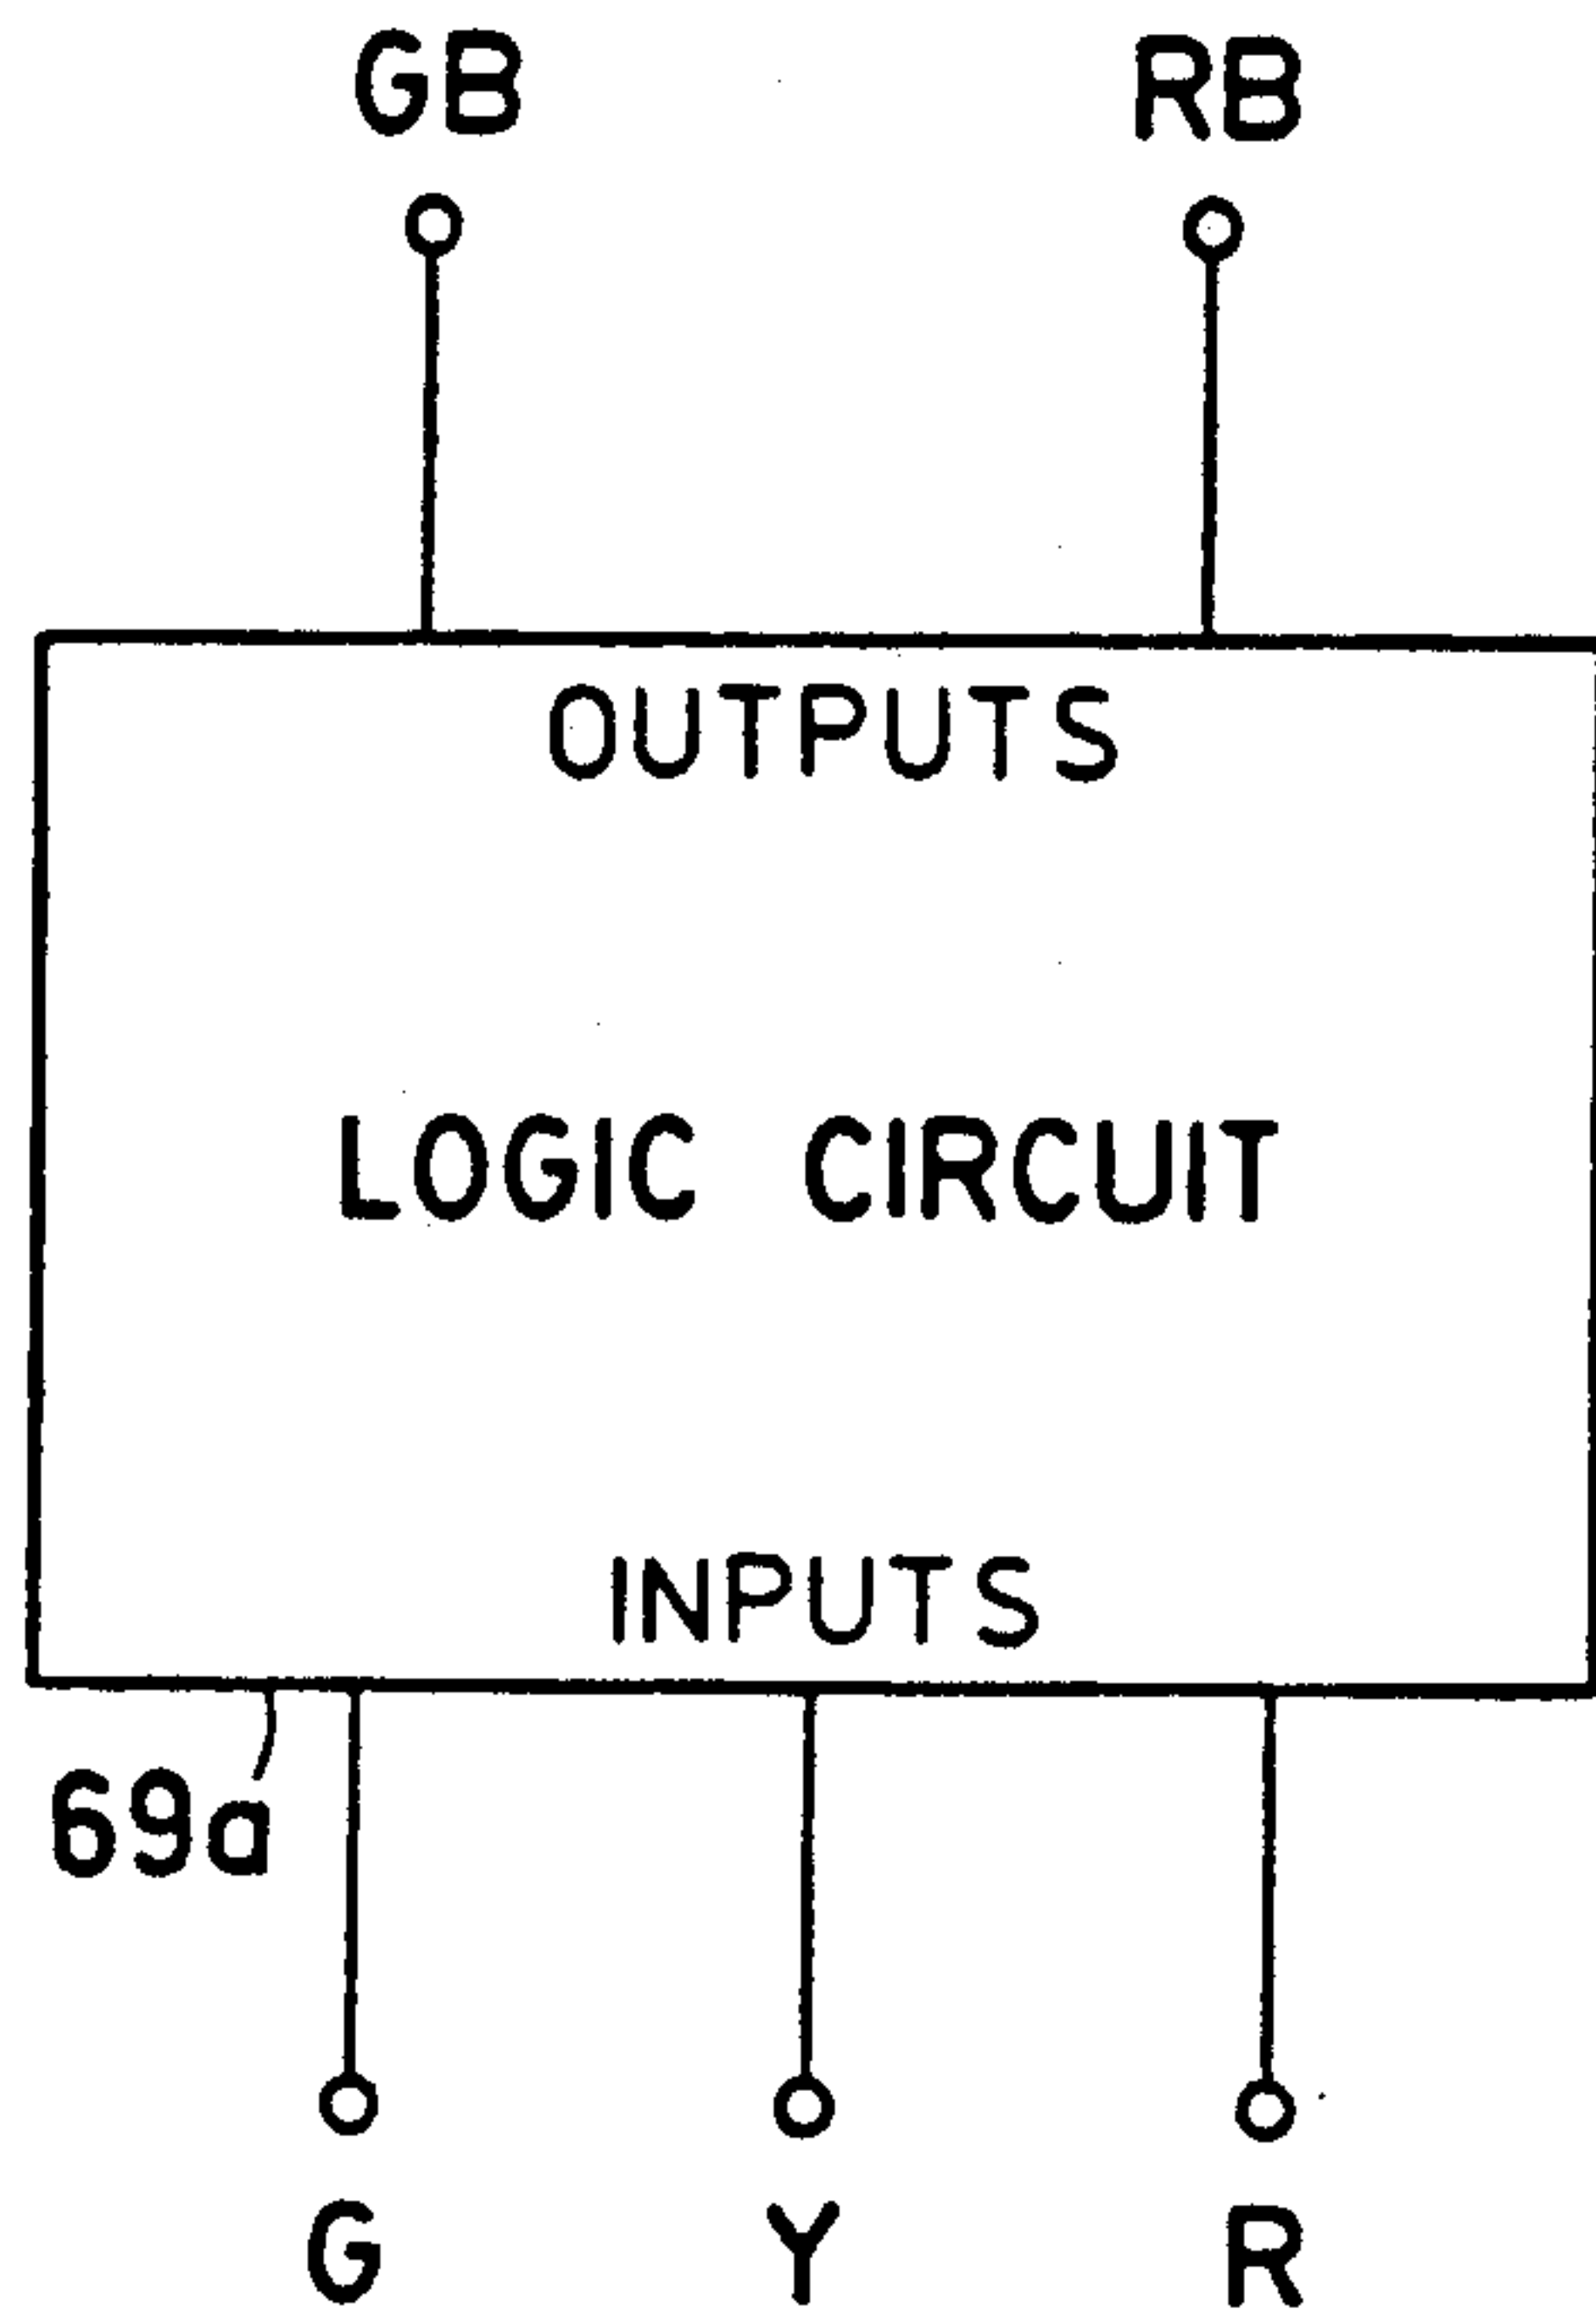 GB RB
OUTPUTS
LOGIC CIRCUIT
INPUTS
69a
G Y R